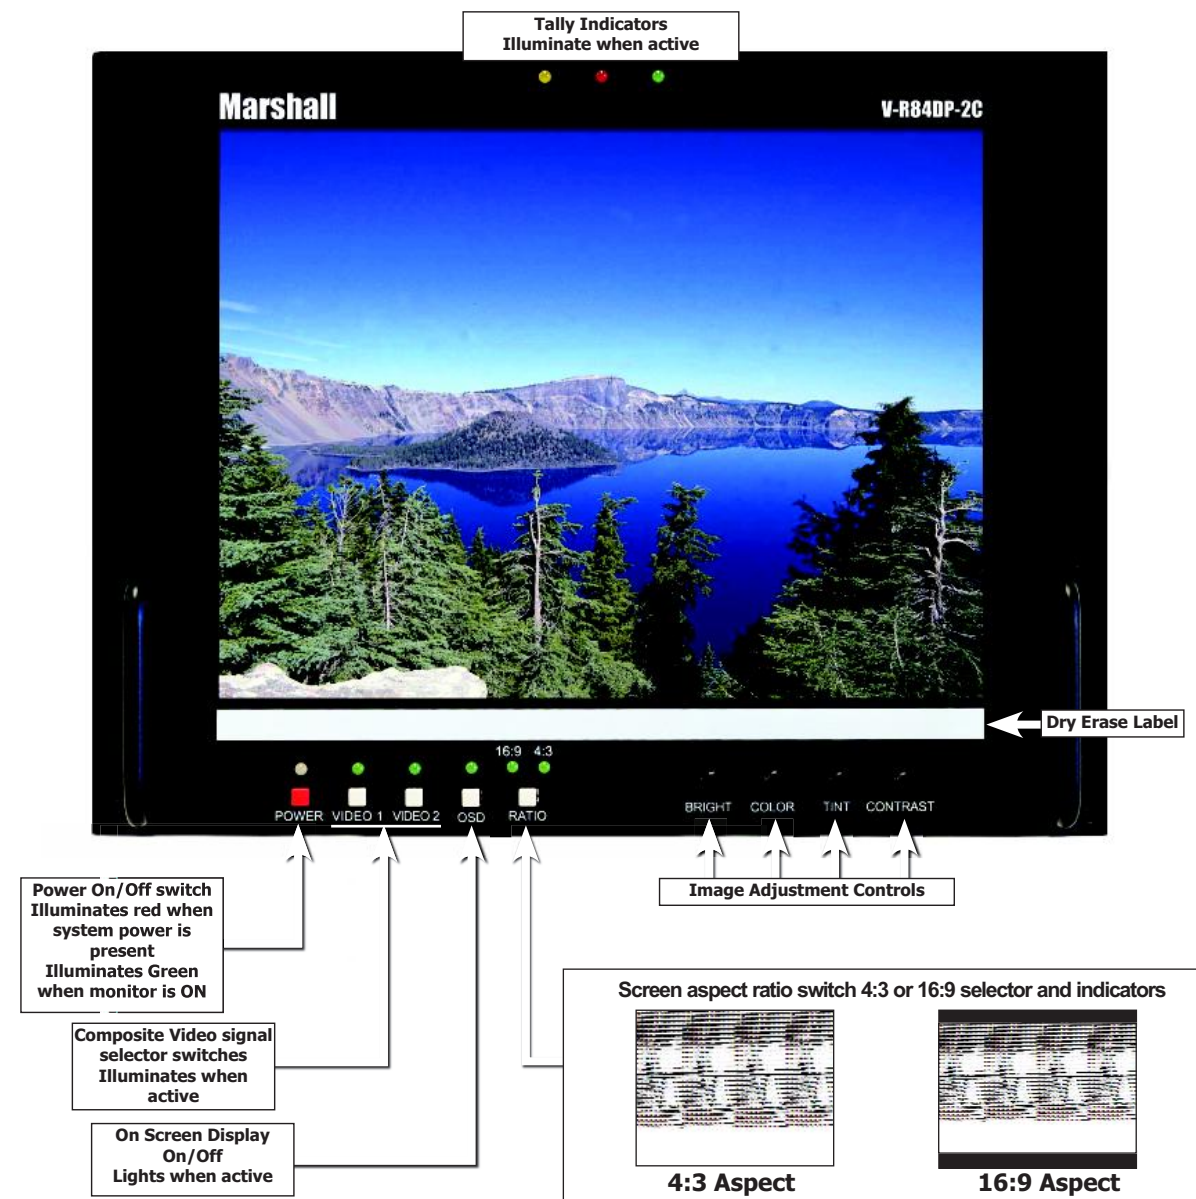 Tally Indicators
Illuminate when active
Marshall
V-R84DP-2C
Dry Erase Label
16:9 4:3
POWER VIDEO 1 VIDEO 2 OSD RATIO
BRIGHT COLOR TINT CONTRAST
Power On/Off switch
Illuminates red when
system power is
present
Illuminates Green
when monitor is ON
Image Adjustment Controls
Composite Video signal
selector switches
Illuminates when
active
On Screen Display
On/Off
Lights when active
Screen aspect ratio switch 4:3 or 16:9 selector and indicators
4:3 Aspect
16:9 Aspect